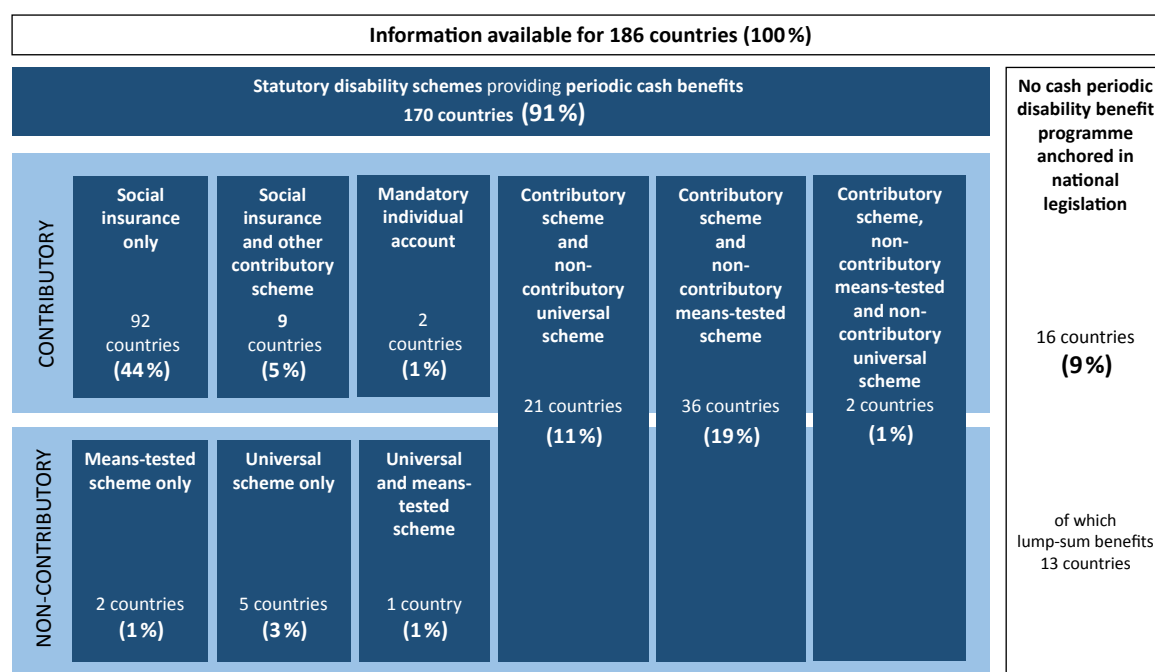 Information available for 186 countries (100 %)
Statutory disability schemes providing periodic cash benefits
170 countries (91 %)
No cash periodic
disability benefit
programme
anchored in
national
legislation
16 countries
(9 %)
of which
lump-sum benefits
13 countries
CONTRIBUTORY
Social
insurance
only
92
countries
(44 %)
Social
insurance
and other
contributory
scheme
9
countries
(5 %)
Mandatory
individual
account
2
countries
(1 %)
Contributory
scheme
and
non-
contributory
universal
scheme
21 countries
(11 %)
Contributory
scheme
and
non-
contributory
means-tested
scheme
36 countries
(19 %)
Contributory
scheme,
non-
contributory
means-tested
and non-
contributory
universal
scheme
2 countries
(1 %)
NON-CONTRIBUTORY
Means-tested
scheme only
2 countries
(1 %)
Universal
scheme only
5 countries
(3 %)
Universal
and means-
tested
scheme
1 country
(1 %)